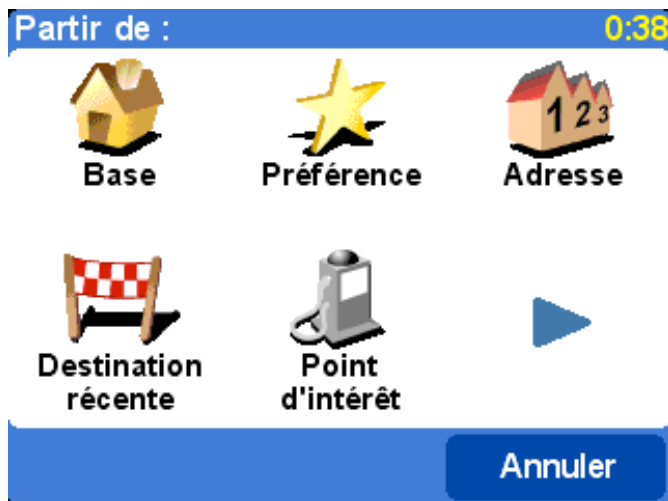 Partir de :
0:38
Base
Préférence
1 2 3
Adresse
Destination
récente
Point
d'intérêt
Annuler